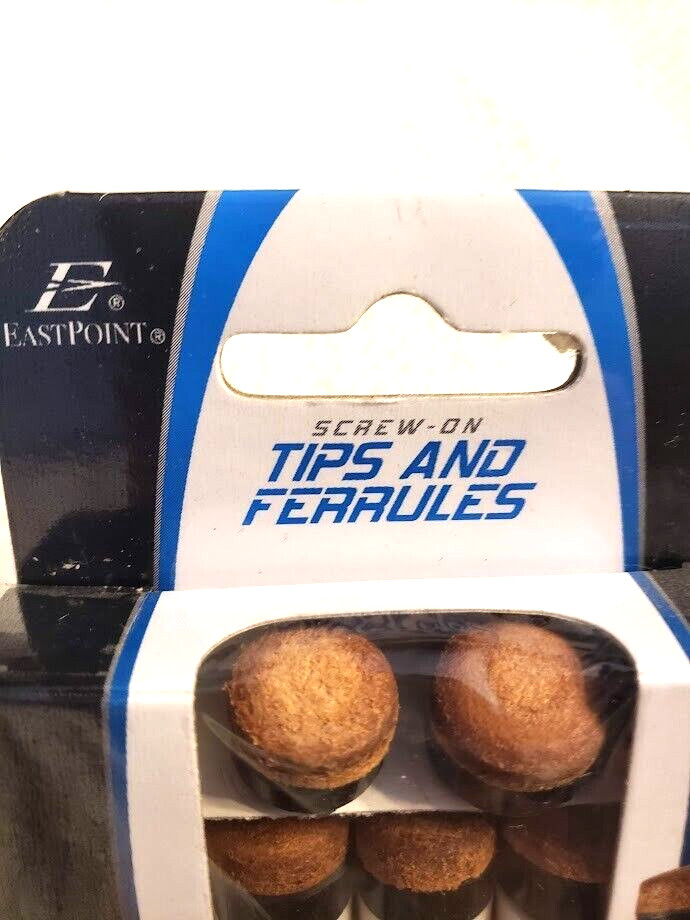 E®
EASTPOINT®
SCREW-ON
TIPS AND
FERRULES